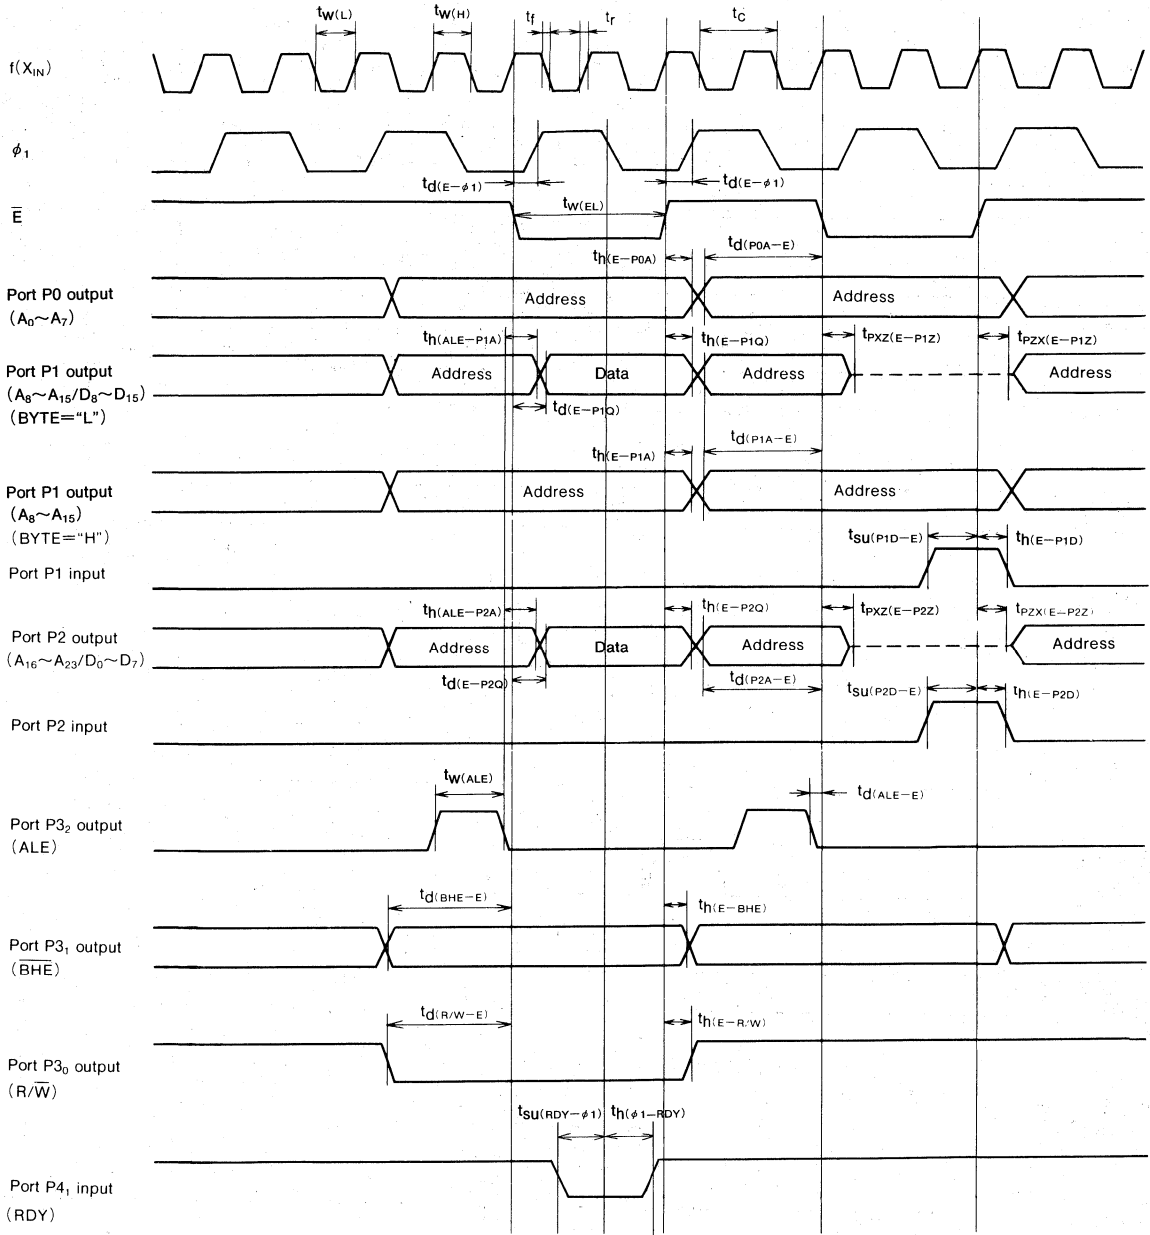 tw(L) tw(H) tf tr tC
f(XIN)
ϕ1
td(E−ϕ1) td(E−ϕ1)
E̅ tw(EL)
th(E−P0A) td(P0A−E)
Port P0 output Address Address
(A0~A7)
th(ALE−P1A) th(E−P1Q) tPXZ(E−P1Z) tPZX(E−P1Z)
Port P1 output Address Data Address Address
(A8~A15/D8~D15)
(BYTE="L") td(E−P1Q)
th(E−P1A) td(P1A−E)
Port P1 output Address Address
(A8~A15)
(BYTE="H") tsu(P1D−E) th(E−P1D)
Port P1 input
th(ALE−P2A) th(E−P2Q) tPXZ(E−P2Z) tPZX(E−P2Z)
Port P2 output Address Data Address Address
(A16~A23/D0~D7)
td(E−P2Q) td(P2A−E) tsu(P2D−E) th(E−P2D)
Port P2 input
tw(ALE) td(ALE−E)
Port P32 output
(ALE)
td(BHE−E) th(E−BHE)
Port P31 output
(B̅H̅E̅)
td(R/W−E) th(E−R/W)
Port P30 output
(R/W̅)
tsu(RDY−ϕ1) th(ϕ1−RDY)
Port P41 input
(RDY)